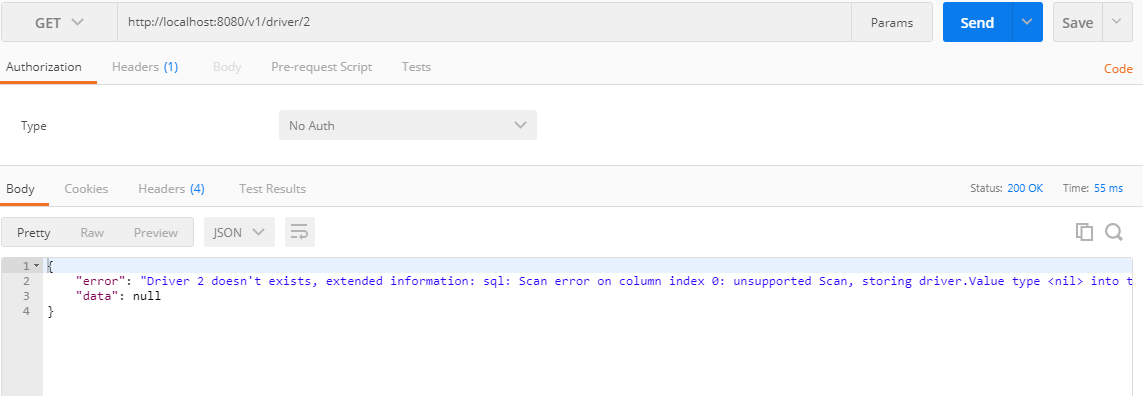 GET http://localhost:8080/v1/driver/2 Params Send Save
Authorization Headers (1) Body Pre-request Script Tests Code
Type No Auth
Body Cookies Headers (4) Test Results Status: 200 OK Time: 55 ms
Pretty Raw Preview JSON
1 {
2 "error": "Driver 2 doesn't exists, extended information: sql: Scan error on column index 0: unsupported Scan, storing driver.Value type <nil> into t
3 "data": null
4 }